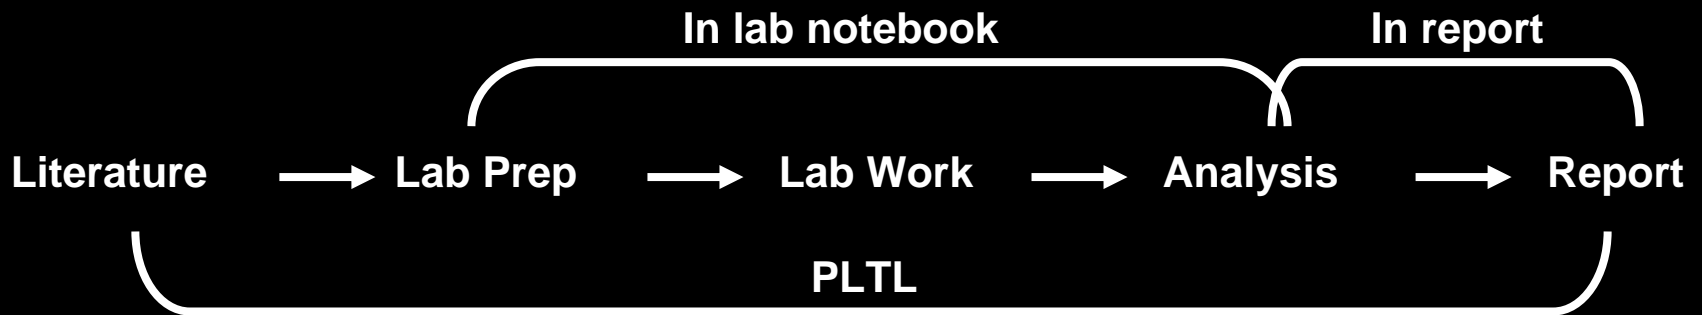 In lab notebook In report
Literature Lab Prep Lab Work Analysis Report
PLTL